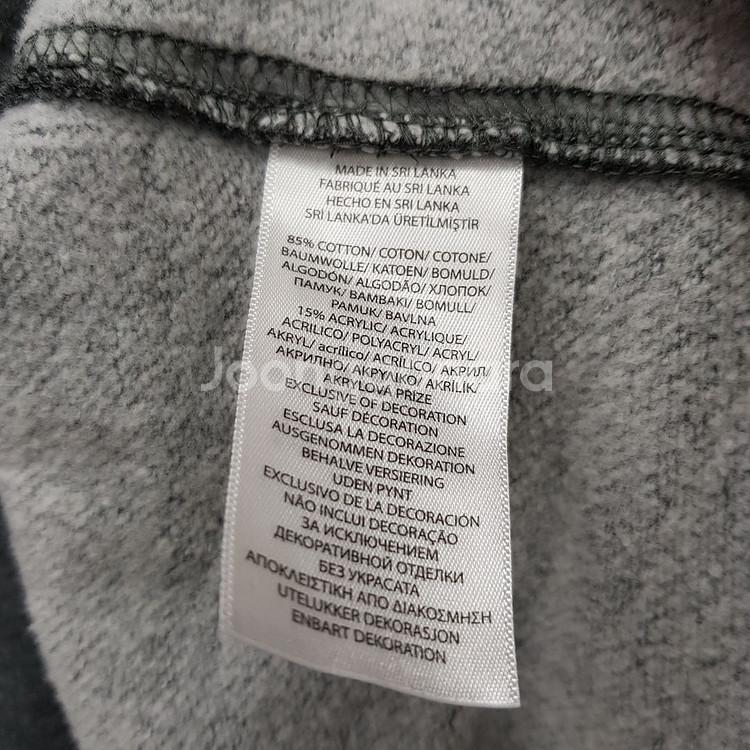 MADE IN SRI LANKA
FABRIQUÉ AU SRI LANKA
HECHO EN SRI LANKA
SRI LANKA'DA ÜRETİLMİŞTİR
85% COTTON/ COTON/ COTONE/
BAUMWOLLE/ KATOEN/ BOMULD/
ALGODÓN/ ALGODÃO/ ХЛОПОК/
ПАМУК/ ΒΑΜΒΑΚΙ/ BOMULL/
PAMUK/ BAVLNA
15% ACRYLIC/ ACRYLIQUE/
ACRILICO/ POLYACRYL/ ACRYL/
AKRYL/ acrílico/ ACRÍLICO/ АКРИЛ/
АКРИЛНО/ ΑΚΡΥΛΙΚΟ/ AKRİLİK/
AKRYLOVA PRIZE
EXCLUSIVE OF DECORATION
SAUF DÉCORATION
ESCLUSA LA DECORAZIONE
AUSGENOMMEN DEKORATION
BEHALVE VERSIERING
UDEN PYNT
EXCLUSIVO DE LA DECORACIÓN
NÃO INCLUI DECORAÇÃO
ЗА ИСКЛЮЧЕНИЕМ
ДЕКОРАТИВНОЙ ОТДЕЛКИ
БЕЗ УКРАСАТА
ΑΠΟΚΛΕΙΣΤΙΚΗ ΑΠΟ ΔΙΑΚΟΣΜΗΣΗ
UTELUKKER DEKORASJON
ENBART DEKORATION